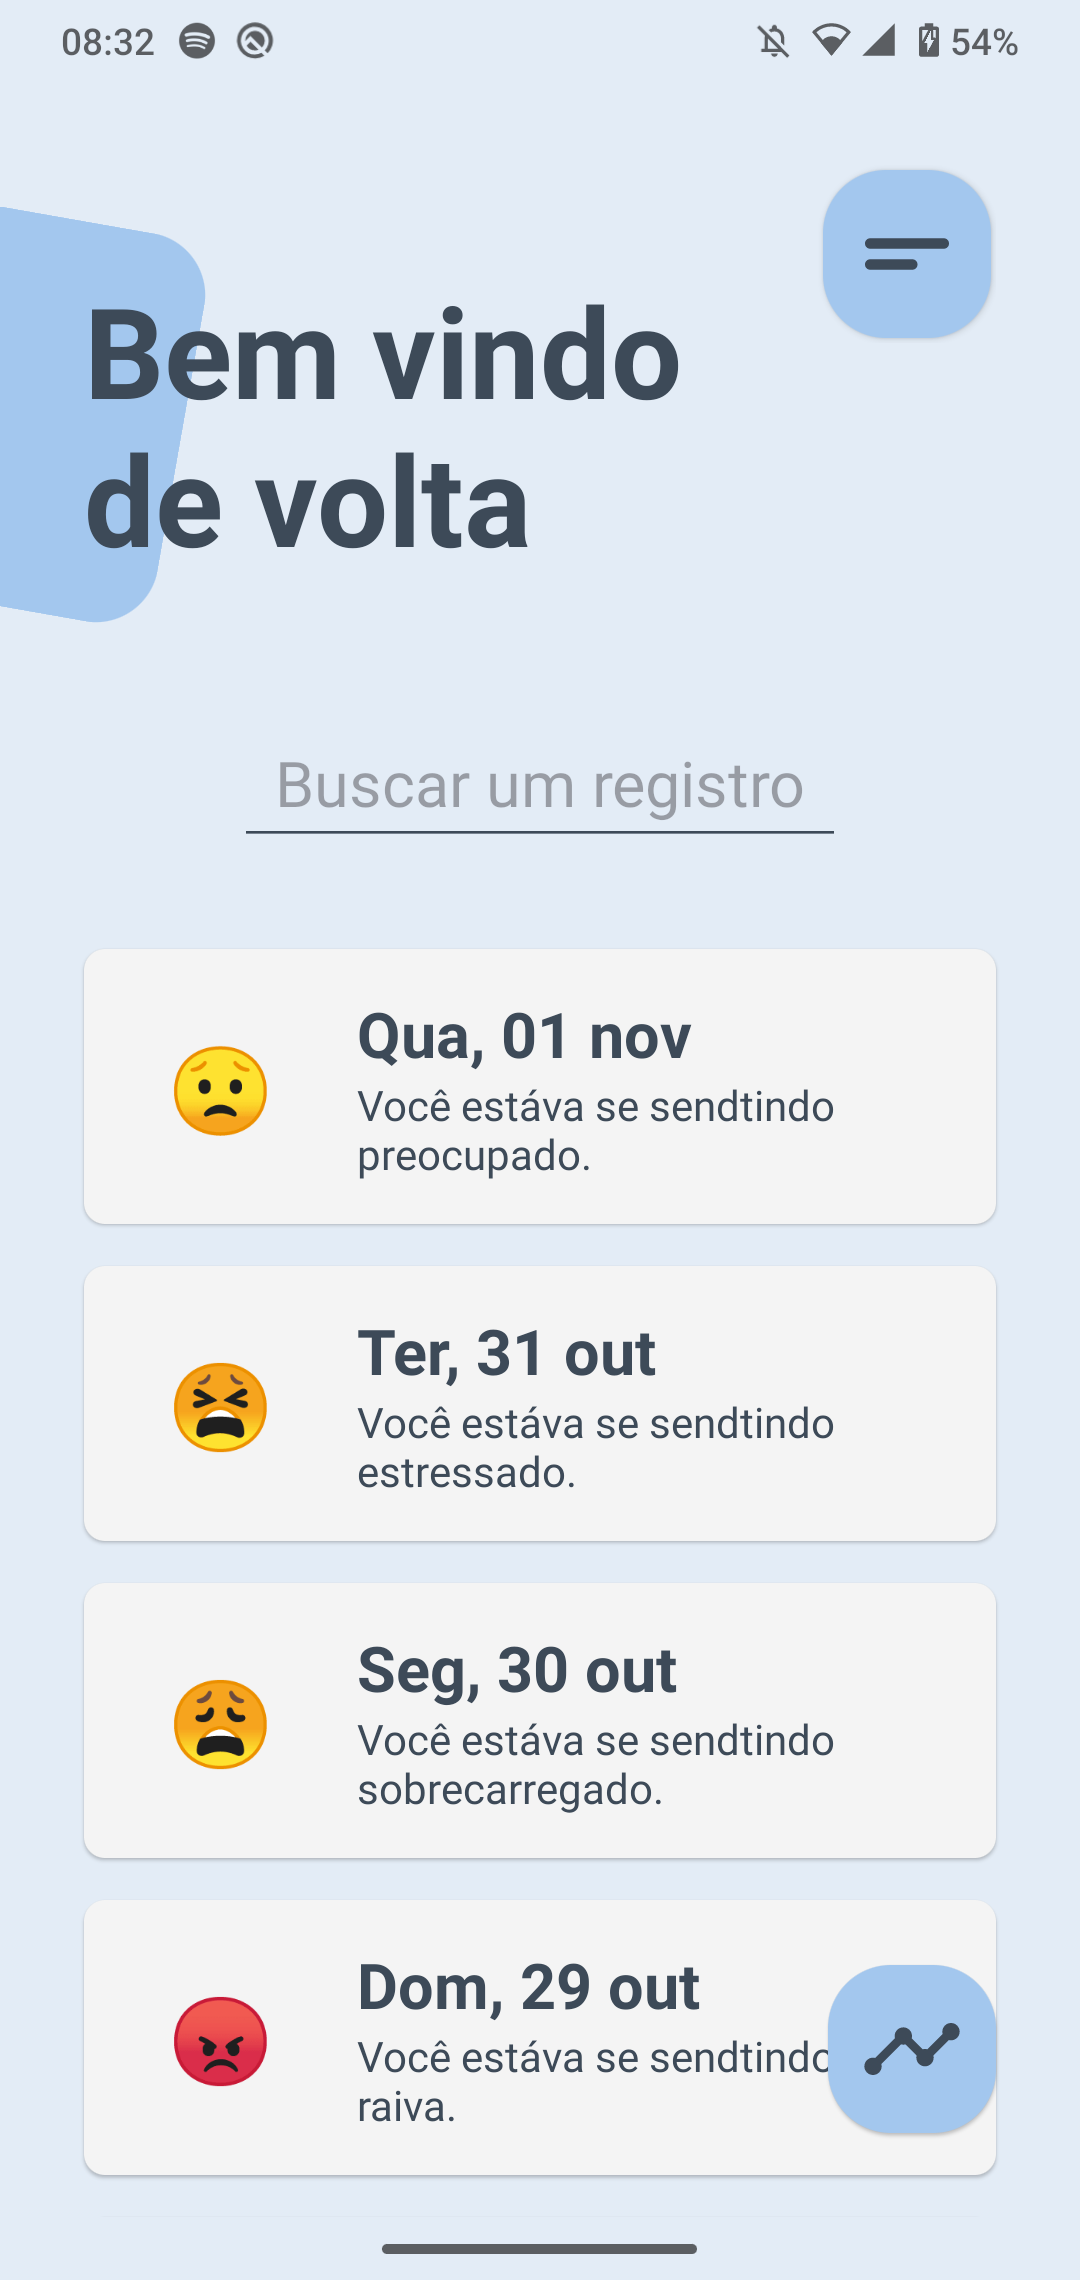 08:32
54%
Bem vindo
de volta
Buscar um registro
Qua, 01 nov
Você estáva se sendtindo
preocupado.
Ter, 31 out
Você estáva se sendtindo
estressado.
Seg, 30 out
Você estáva se sendtindo
sobrecarregado.
Dom, 29 out
Você estáva se sendtindo
raiva.